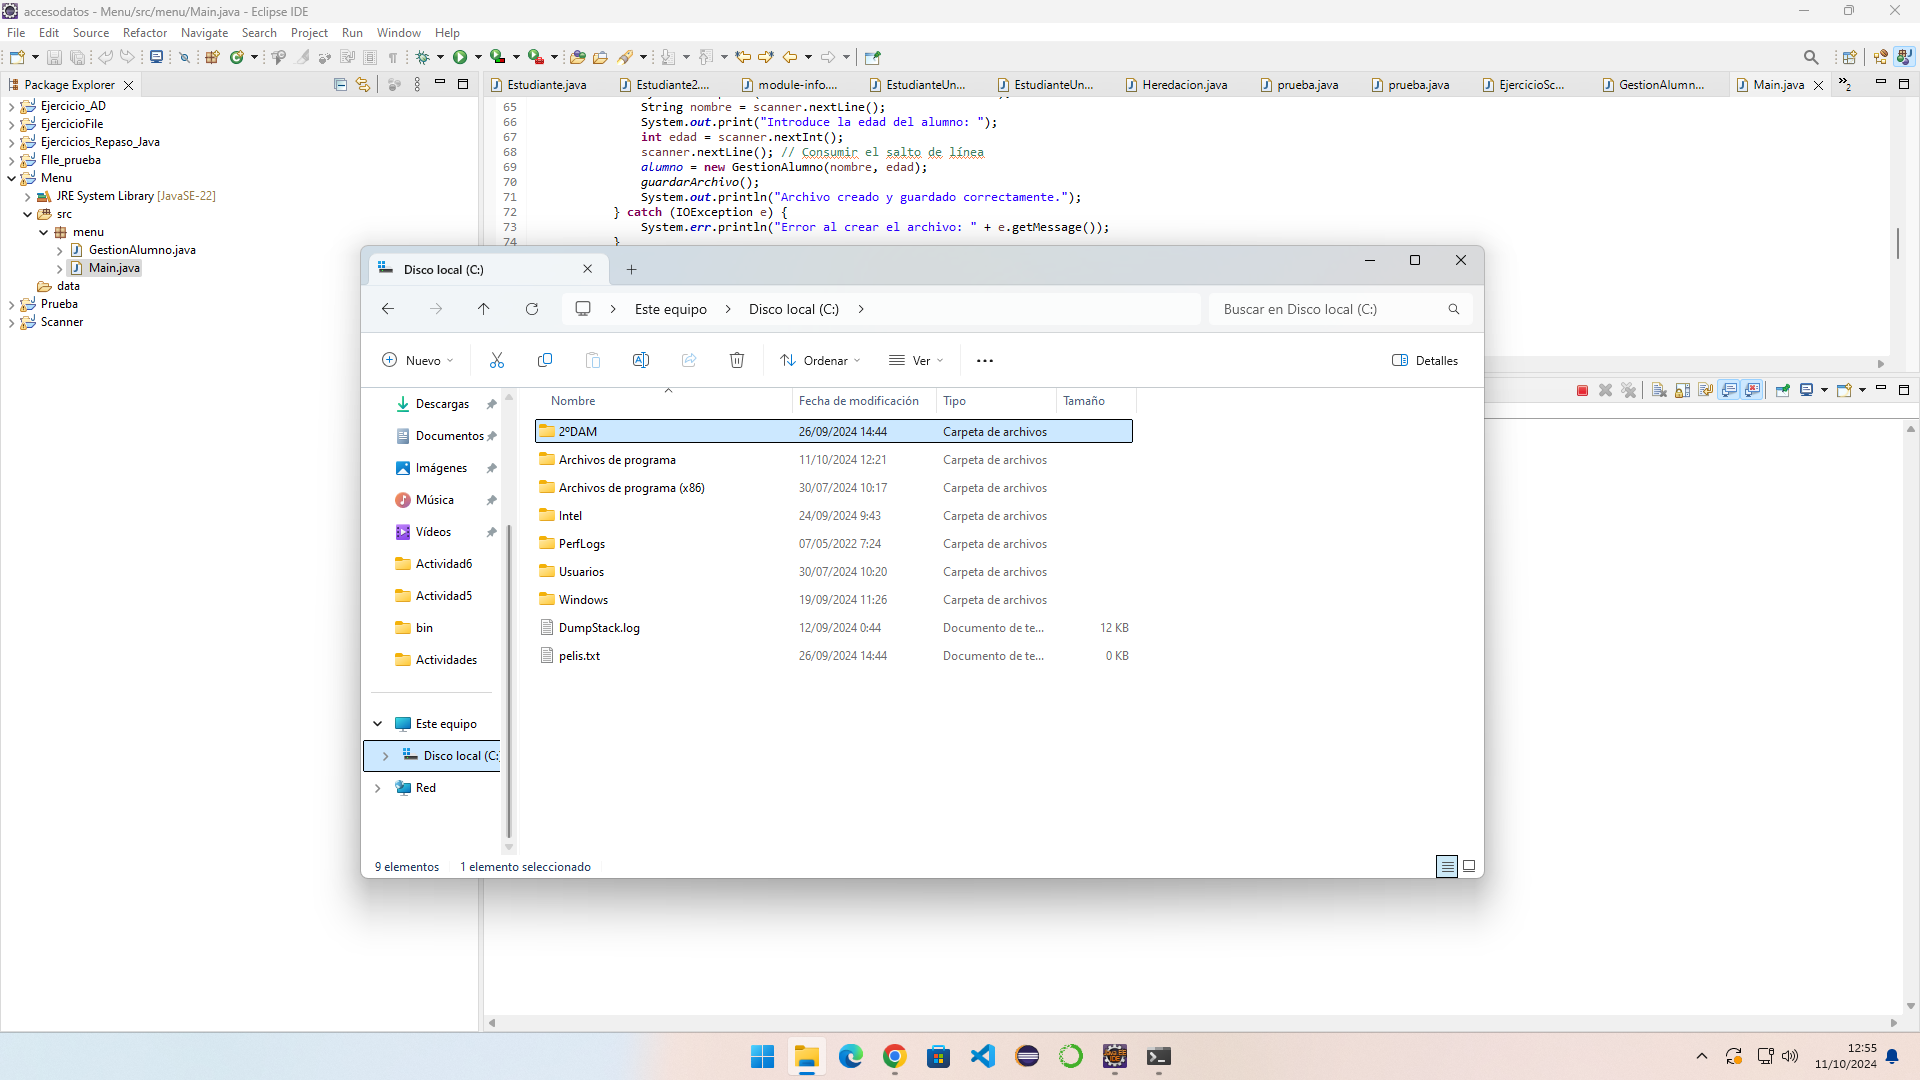 accesodatos - Menu/src/menu/Main.java - Eclipse IDE
File Edit Source Refactor Navigate Search Project Run Window Help
Package Explorer
Estudiante.java Estudiante2.... module-info.... EstudianteUn... EstudianteUn... Heredacion.java prueba.java prueba.java EjercicioSc... GestionAlumn... Main.java 2
Ejercicio_AD
EjercicioFile
Ejercicios_Repaso_Java
FIle_prueba
Menu
JRE System Library [JavaSE-22]
src
menu
GestionAlumno.java
Main.java
data
Prueba
Scanner
65 String nombre = scanner.nextLine();
66 System.out.print("Introduce la edad del alumno: ");
67 int edad = scanner.nextInt();
68 scanner.nextLine(); // Consumir el salto de línea
69 alumno = new GestionAlumno(nombre, edad);
70 guardarArchivo();
71 System.out.println("Archivo creado y guardado correctamente.");
72 } catch (IOException e) {
73 System.err.println("Error al crear el archivo: " + e.getMessage());
74 }
Disco local (C:)
Este equipo Disco local (C:)
Buscar en Disco local (C:)
Nuevo Ordenar Ver Detalles
Descargas
Documentos
Imágenes
Música
Vídeos
Actividad6
Actividad5
bin
Actividades
Este equipo
Disco local (C:
Red
Nombre Fecha de modificación Tipo Tamaño
2ºDAM 26/09/2024 14:44 Carpeta de archivos
Archivos de programa 11/10/2024 12:21 Carpeta de archivos
Archivos de programa (x86) 30/07/2024 10:17 Carpeta de archivos
Intel 24/09/2024 9:43 Carpeta de archivos
PerfLogs 07/05/2022 7:24 Carpeta de archivos
Usuarios 30/07/2024 10:20 Carpeta de archivos
Windows 19/09/2024 11:26 Carpeta de archivos
DumpStack.log 12/09/2024 0:44 Documento de te... 12 KB
pelis.txt 26/09/2024 14:44 Documento de te... 0 KB
9 elementos 1 elemento seleccionado
12:55
11/10/2024